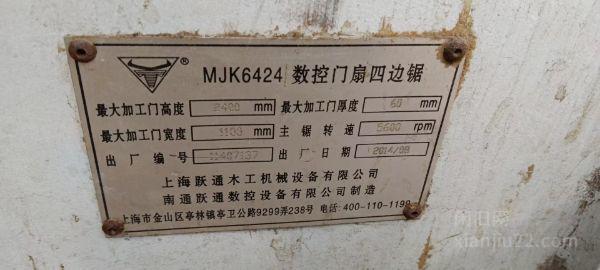 ®
MJK6424 数控门扇四边锯
最大加工门高度 2400 mm 最大加工门厚度 60 mm
最大加工门宽度 1100 mm 主锯转速 5600 rpm
出厂编号 出厂日期 2014/
上海跃通木工机械设备有限公司
南通跃通数控设备有限公司制造
上海市金山区亭林镇亭卫公路9299弄238号 电话:400-110-1198
xianjiu72.com